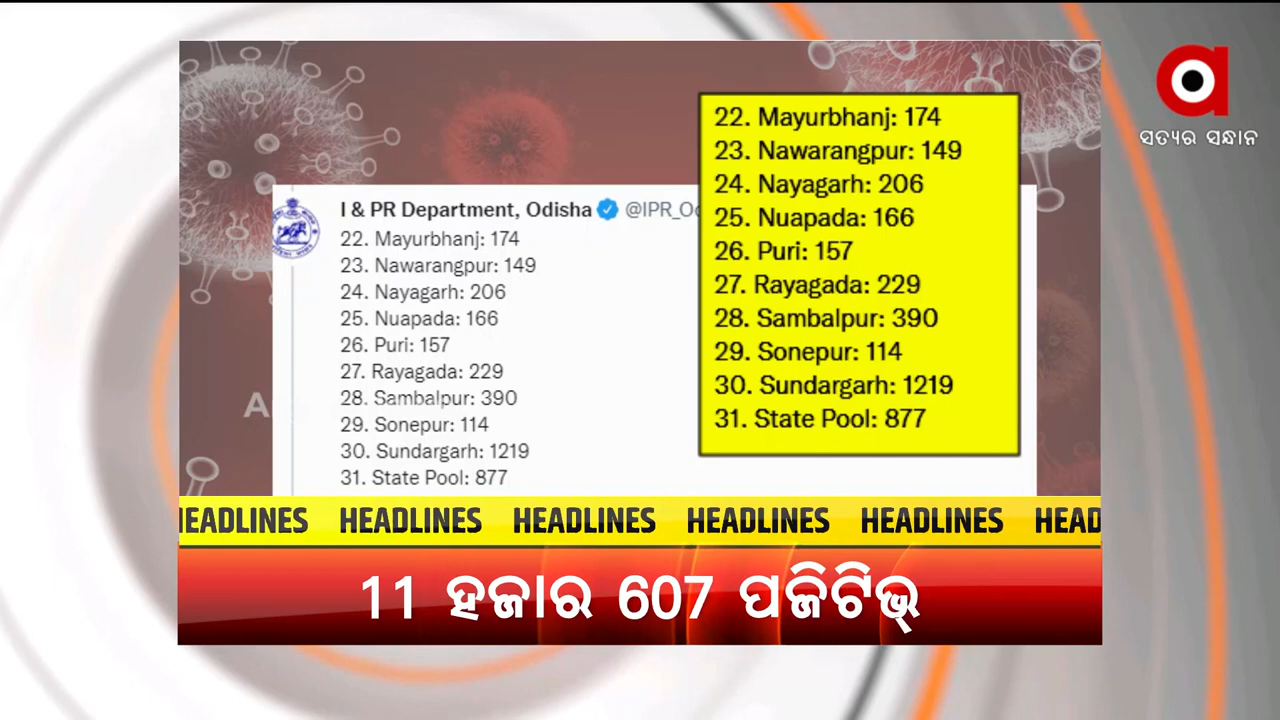 ସତ୍ୟର ସନ୍ଧାନ
I & PR Department, Odisha
22. Mayurbhanj: 174
23. Nawarangpur: 149
24. Nayagarh: 206
25. Nuapada: 166
26. Puri: 157
27. Rayagada: 229
28. Sambalpur: 390
29. Sonepur: 114
30. Sundargarh: 1219
31. State Pool: 877
22. Mayurbhanj: 174
23. Nawarangpur: 149
24. Nayagarh: 206
25. Nuapada: 166
26. Puri: 157
27. Rayagada: 229
28. Sambalpur: 390
29. Sonepur: 114
30. Sundargarh: 1219
31. State Pool: 877
HEADLINES HEADLINES HEADLINES HEADLINES
11 ହଜାର 607 ପଜିଟିଭ୍